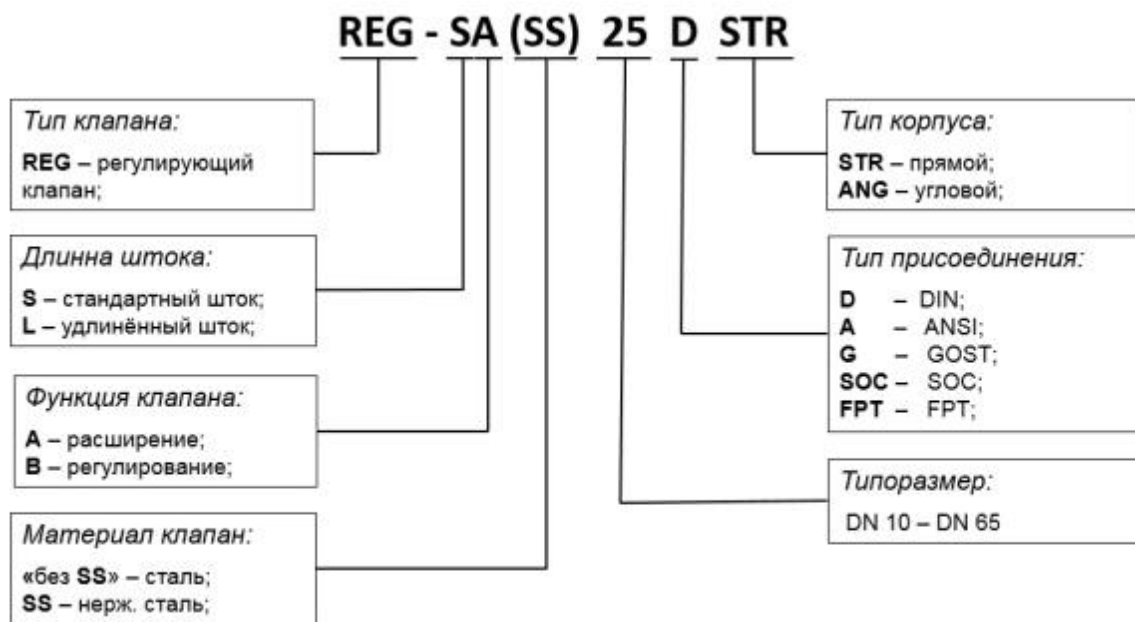 REG - SA (SS) 25 D STR
Тип клапана:
REG – регулирующий
клапан;
Длинна штока:
S – стандартный шток;
L – удлинённый шток;
Функция клапана:
A – расширение;
B – регулирование;
Материал клапан:
«без SS» – сталь;
SS – нерж. сталь;
Тип корпуса:
STR – прямой;
ANG – угловой;
Тип присоединения:
D – DIN;
A – ANSI;
G – GOST;
SOC – SOC;
FPT – FPT;
Типоразмер:
DN 10 – DN 65